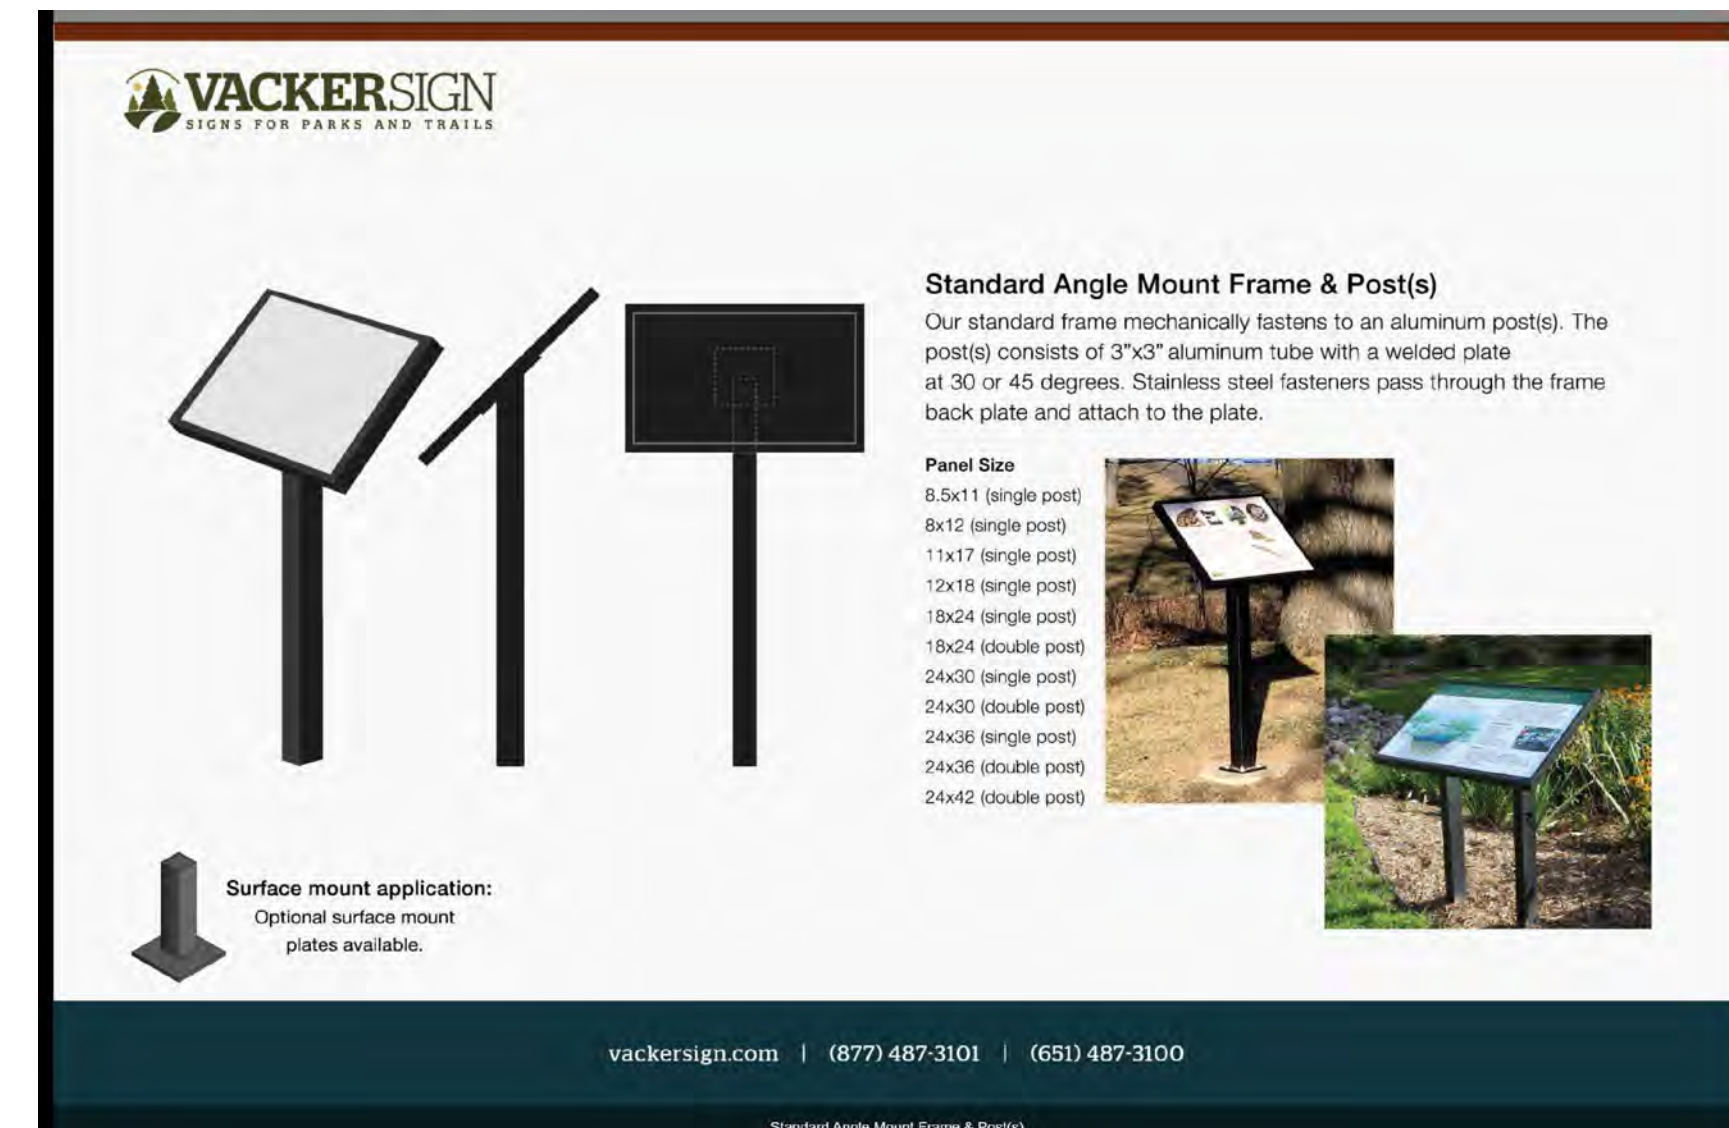 VACKERSIGN
SIGNS FOR PARKS AND TRAILS
Standard Angle Mount Frame & Post(s)
Our standard frame mechanically fastens to an aluminum post(s). The
post(s) consists of 3"x3" aluminum tube with a welded plate
at 30 or 45 degrees. Stainless steel fasteners pass through the frame
back plate and attach to the plate.
Panel Size
8.5x11 (single post)
8x12 (single post)
11x17 (single post)
12x18 (single post)
18x24 (single post)
18x24 (double post)
24x30 (single post)
24x30 (double post)
24x36 (single post)
24x36 (double post)
24x42 (double post)
Surface mount application:
Optional surface mount
plates available.
vackersign.com | (877) 487-3101 | (651) 487-3100
Standard Angle Mount Frame & Post(s)